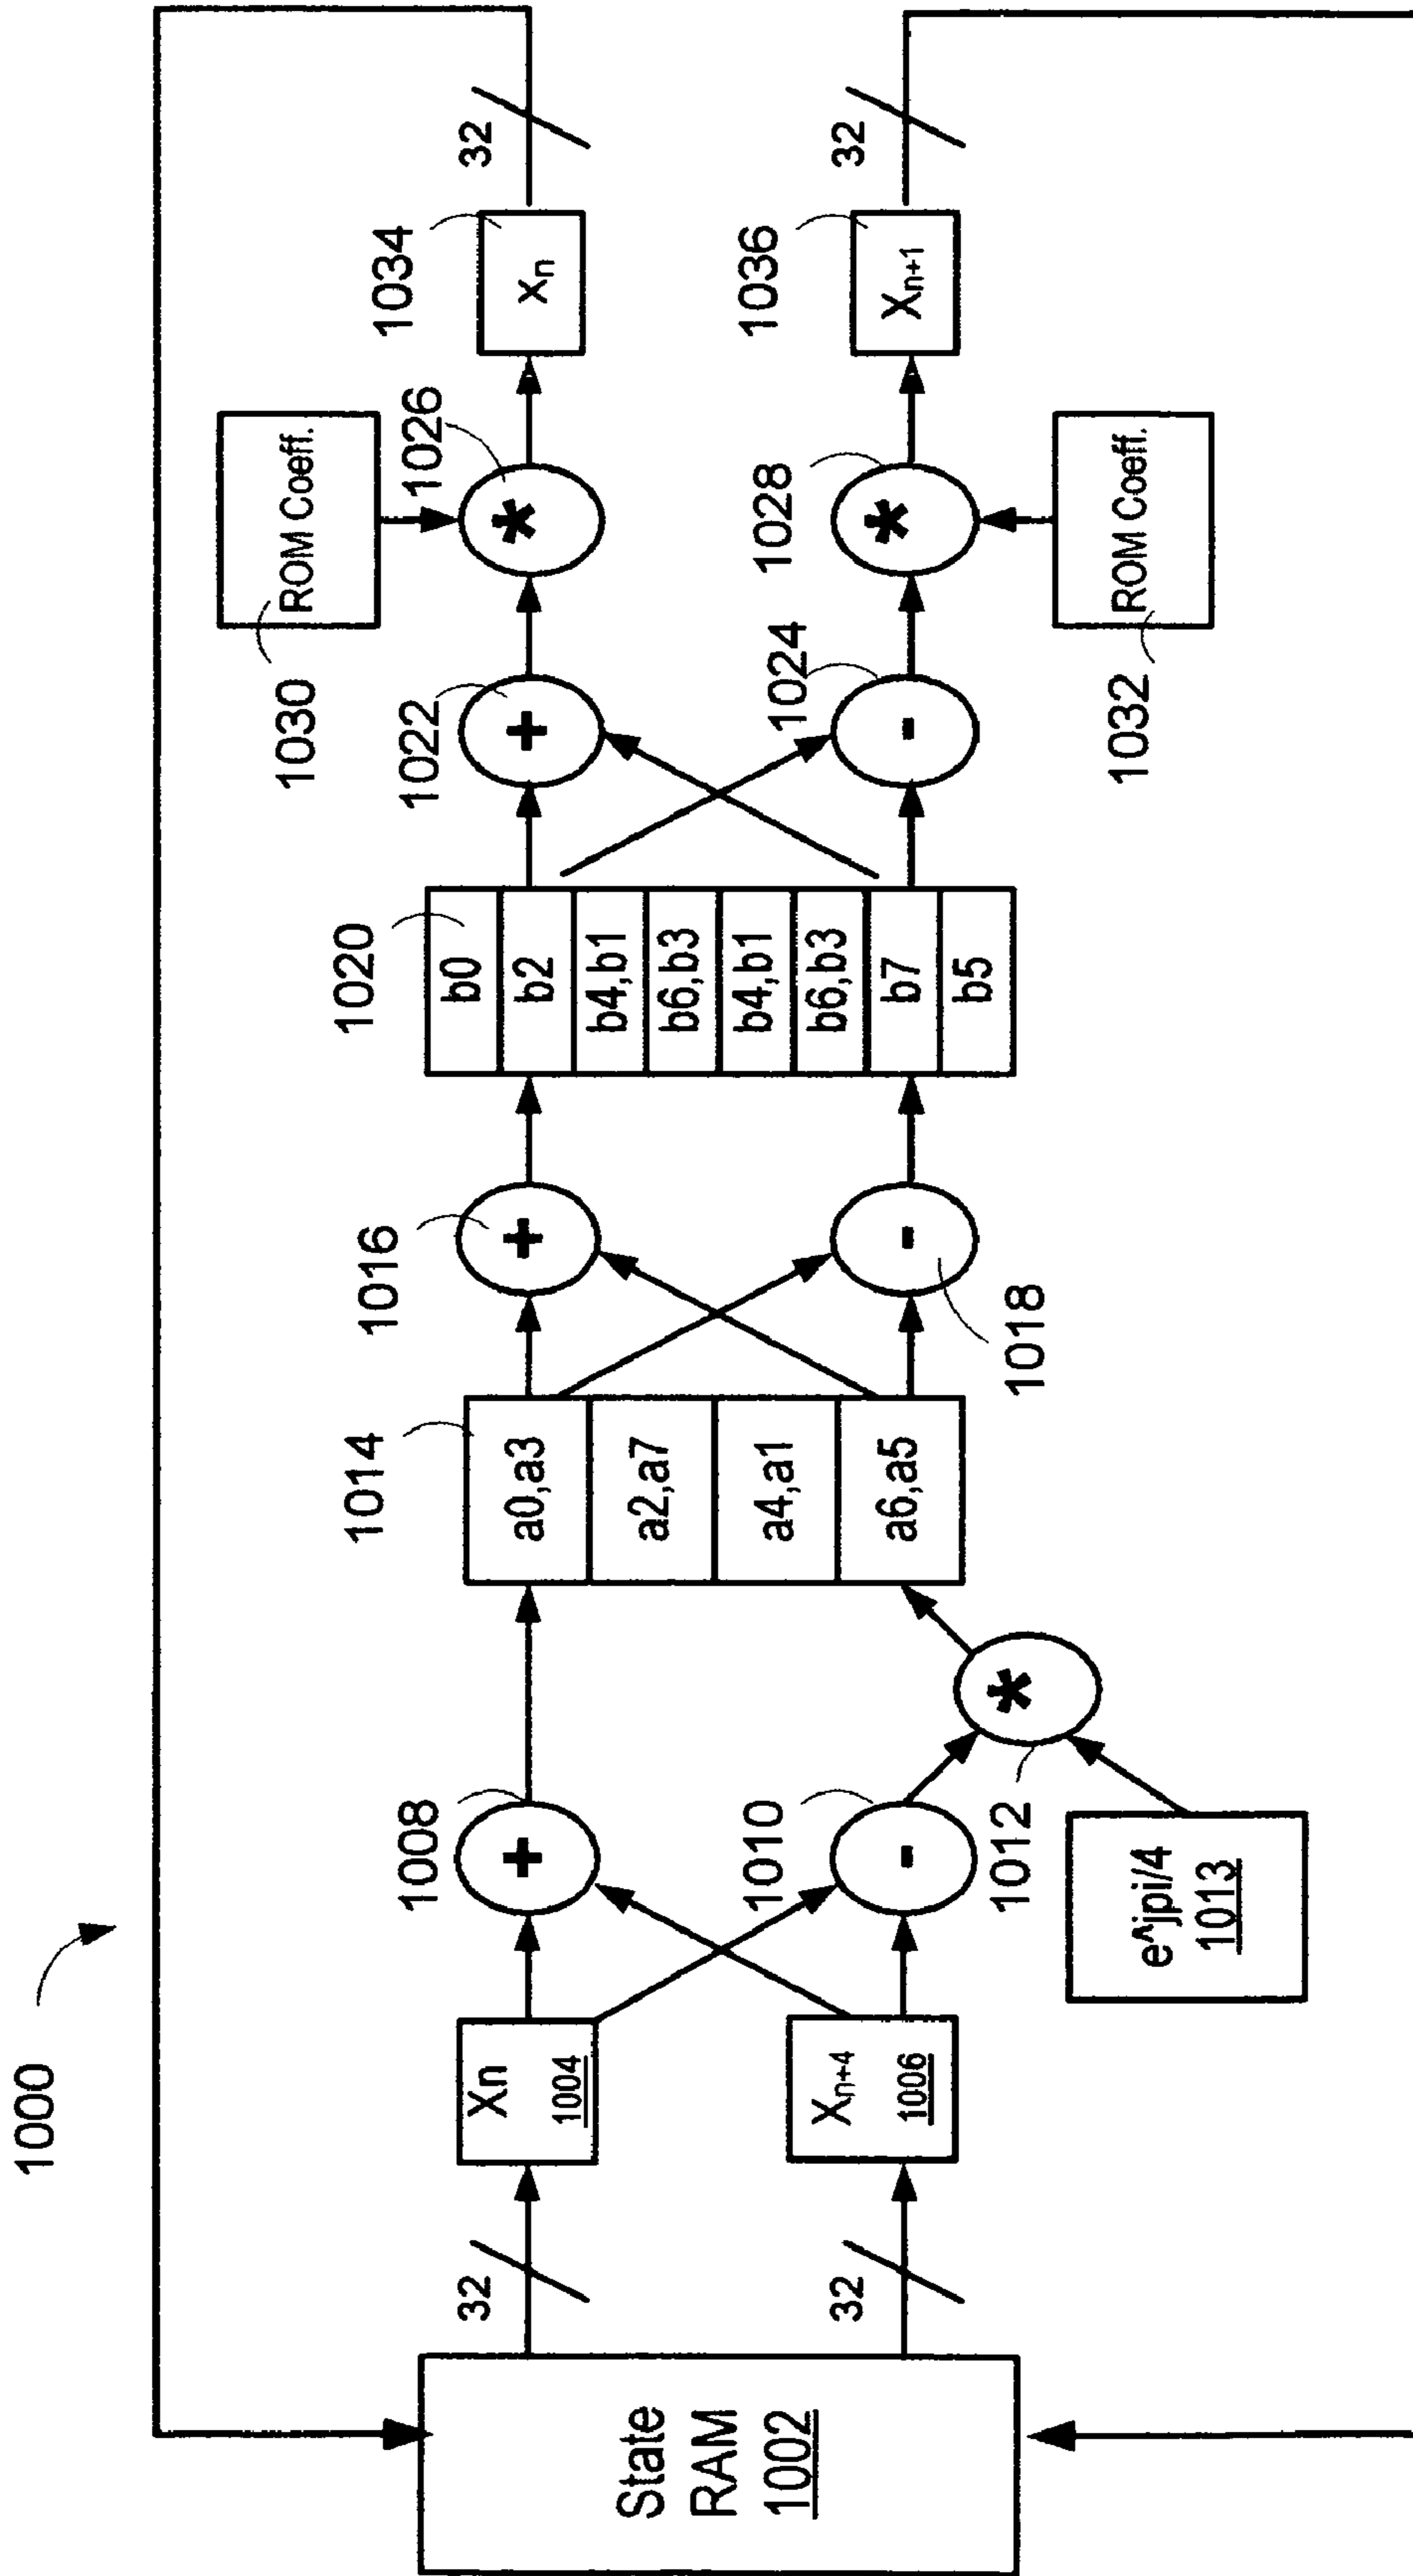 1000
State
RAM
1002
32
32
Xn
1004
Xn+4
1006
1008
+
1010
-
1012
*
e^jpi/4
1013
1014
a0,a3
a2,a7
a4,a1
a6,a5
1016
+
1018
-
1020
b0
b2
b4,b1
b6,b3
b4,b1
b6,b3
b7
b5
1022
+
1024
-
1030
ROM Coeff.
1026
*
1028
*
1032
ROM Coeff.
1034
xn
1036
Xn+1
32
32